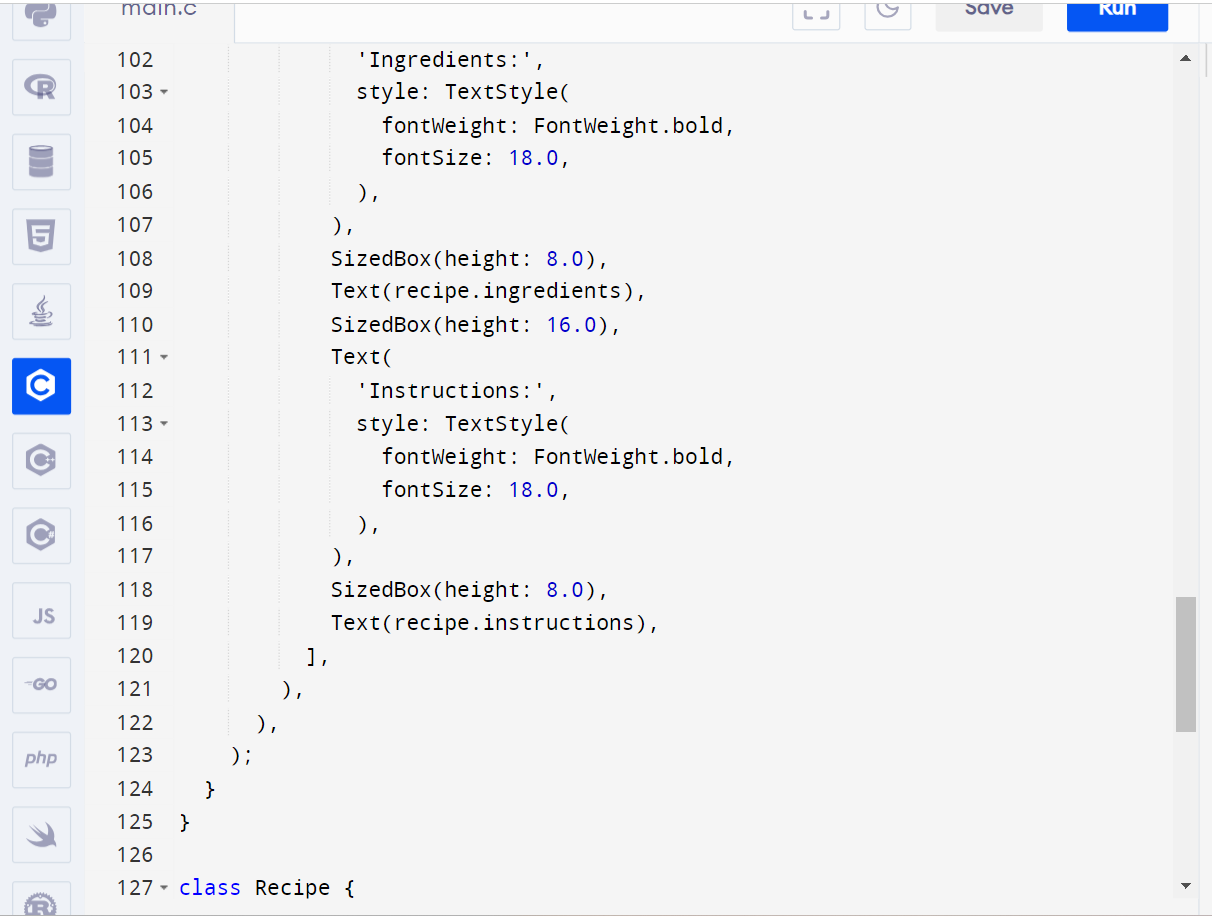 main.c
Save
Run
102 'Ingredients:',
103 style: TextStyle(
104 fontWeight: FontWeight.bold,
105 fontSize: 18.0,
106 ),
107 ),
108 SizedBox(height: 8.0),
109 Text(recipe.ingredients),
110 SizedBox(height: 16.0),
111 Text(
112 'Instructions:',
113 style: TextStyle(
114 fontWeight: FontWeight.bold,
115 fontSize: 18.0,
116 ),
117 ),
118 SizedBox(height: 8.0),
119 Text(recipe.instructions),
120 ],
121 ),
122 ),
123 );
124 }
125 }
126
127 class Recipe {
R
5
C
C++
C#
JS
GO
php
R